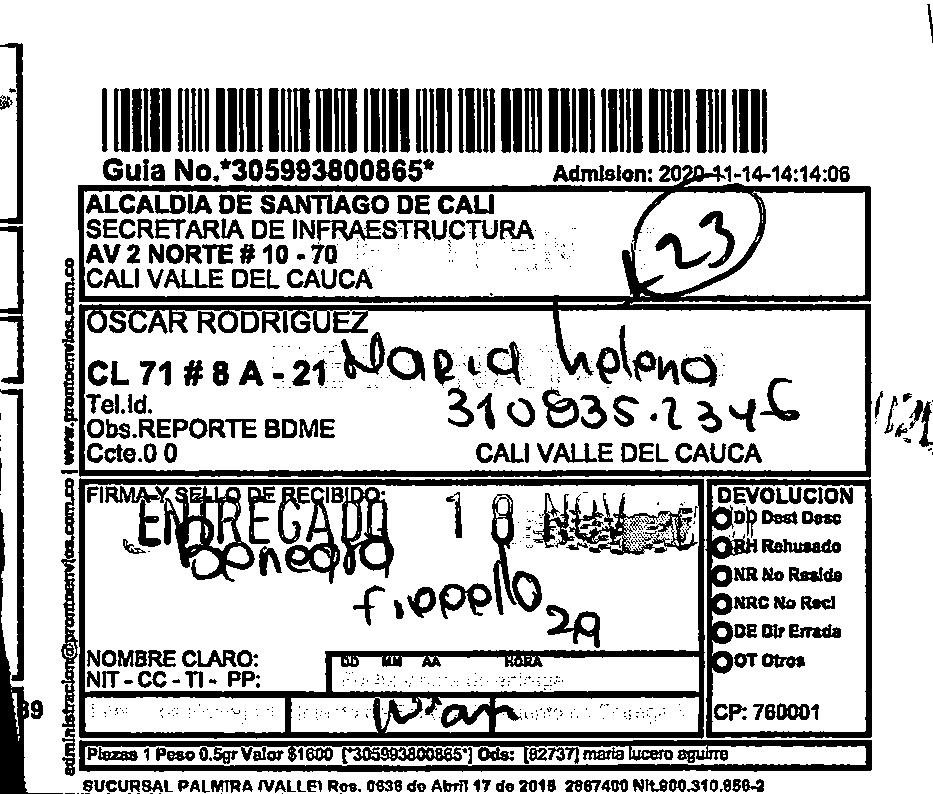 Guia No.*305993800865*
Admision: 2020-11-14-14:14:06
ALCALDIA DE SANTIAGO DE CALI
SECRETARIA DE INFRAESTRUCTURA
AV 2 NORTE # 10 - 70
CALI VALLE DEL CAUCA
23
OSCAR RODRIGUEZ
CL 71 # 8 A - 21
Maria helena
Tel.Id.
310835.2346
Obs.REPORTE BDME
Ccte.0 0
CALI VALLE DEL CAUCA
www.prontoenvios.com.co
administracion@prontoenvios.com.co
FIRMA Y SELLO DE RECIBIDO:
ENTREGADO 18 NOV
NOMBRE CLARO:
NIT - CC - TI - PP:
DD MM AA HORA
DEVOLUCION
DD Dest Desc
RH Rehusado
NR No Reside
NRC No Recl
DE Dir Errada
OT Otros
CP: 760001
Piezas 1 Peso 0.5gr Valor $1600 [*305993800865*] Ods: [82737] maria lucero aguirre
SUCURSAL PALMIRA (VALLE) Res. 0636 de Abril 17 de 2015 2867400 Nit.900.310.856-2